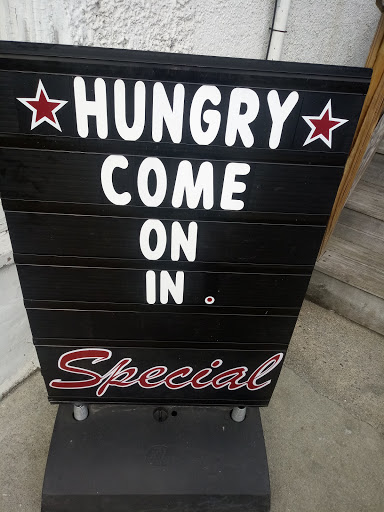 HUNGRY
COME
ON
IN .
Special